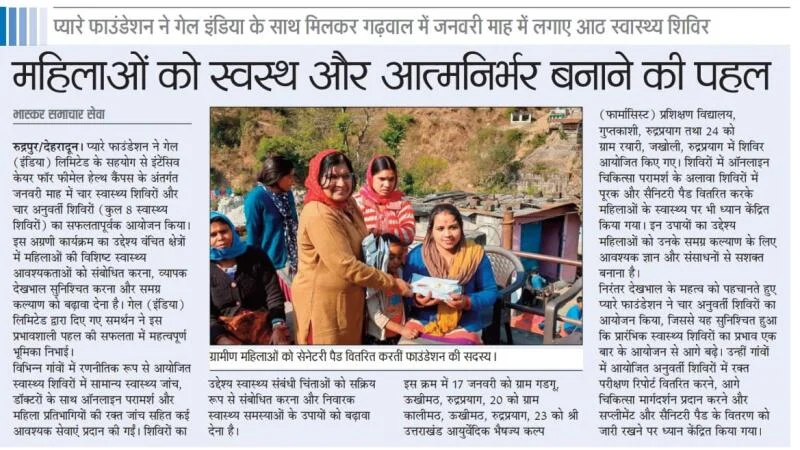 प्यारे फाउंडेशन ने गेल इंडिया के साथ मिलकर गढ़वाल में जनवरी माह में लगाए आठ स्वास्थ्य शिविर
महिलाओं को स्वस्थ और आत्मनिर्भर बनाने की पहल
भास्कर समाचार सेवा
रुद्रपुर/देहरादून। प्यारे फाउंडेशन ने गेल
(इंडिया) लिमिटेड के सहयोग से इंटेंसिव
केयर फॉर फीमेल हेल्थ कैंपस के अंतर्गत
जनवरी माह में चार स्वास्थ्य शिविरों और
चार अनुवर्ती शिविरों (कुल 8 स्वास्थ्य
शिविरों) का सफलतापूर्वक आयोजन किया।
इस अग्रणी कार्यक्रम का उद्देश्य वंचित क्षेत्रों
में महिलाओं की विशिष्ट स्वास्थ्य
आवश्यकताओं को संबोधित करना, व्यापक
देखभाल सुनिश्चित करना और समग्र
कल्याण को बढ़ावा देना है। गेल (इंडिया)
लिमिटेड द्वारा दिए गए समर्थन ने इस
प्रभावशाली पहल की सफलता में महत्वपूर्ण
भूमिका निभाई।
विभिन्न गांवों में रणनीतिक रूप से आयोजित
स्वास्थ्य शिविरों में सामान्य स्वास्थ्य जांच,
डॉक्टरों के साथ ऑनलाइन परामर्श और
महिला प्रतिभागियों की रक्त जांच सहित कई
आवश्यक सेवाएं प्रदान की गईं। शिविरों का
ग्रामीण महिलाओं को सेनेटरी पैड वितरित करतीं फाउंडेशन की सदस्य।
उद्देश्य स्वास्थ्य संबंधी चिंताओं को सक्रिय
रूप से संबोधित करना और निवारक
स्वास्थ्य समस्याओं के उपायों को बढ़ावा
देना है।
इस क्रम में 17 जनवरी को ग्राम गडगू,
ऊखीमठ, रुद्रप्रयाग, 20 को ग्राम
कालीमठ, ऊखीमठ, रुद्रप्रयाग, 23 को श्री
उत्तराखंड आयुर्वेदिक भैषज्य कल्प
(फार्मासिस्ट) प्रशिक्षण विद्यालय,
गुप्तकाशी, रुद्रप्रयाग तथा 24 को
ग्राम रयारी, जखोली, रुद्रप्रयाग में शिविर
आयोजित किए गए। शिविरों में ऑनलाइन
चिकित्सा परामर्श के अलावा शिविरों में
पूरक और सैनिटरी पैड वितरित करके
महिलाओं के स्वास्थ्य पर भी ध्यान केंद्रित
किया गया। इन उपायों का उद्देश्य
महिलाओं को उनके समग्र कल्याण के लिए
आवश्यक ज्ञान और संसाधनों से सशक्त
बनाना है।
निरंतर देखभाल के महत्व को पहचानते हुए
प्यारे फाउंडेशन ने चार अनुवर्ती शिविरों का
आयोजन किया, जिससे यह सुनिश्चित हुआ
कि प्रारंभिक स्वास्थ्य शिविरों का प्रभाव एक
बार के आयोजन से आगे बढ़े। उन्हीं गांवों
में आयोजित अनुवर्ती शिविरों में रक्त
परीक्षण रिपोर्ट वितरित करने, आगे
चिकित्सा मार्गदर्शन प्रदान करने और
सप्लीमेंट और सैनिटरी पैड के वितरण को
जारी रखने पर ध्यान केंद्रित किया गया।